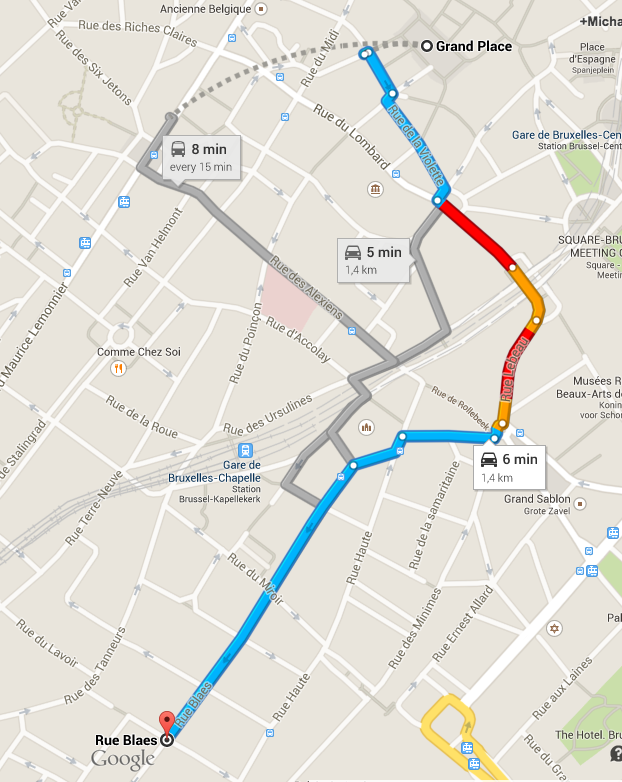 Ancienne Belgique
+Micha
Rue des Riches Claires
Rue du Midi
Grand Place
Place
d'Espagne
Spanjeplein
Rue des Six Jetons
Rue du Lombard
Rue de la Violette
Gare de Bruxelles-Cen
Station Brussel-Cent
8 min
every 15 min
Rue Van Helmont
5 min
1,4 km
SQUARE-BRU
MEETING C
Square -
Meetin
d Maurice Lemonnier
Rue des Alexiens
Rue du Poinçon
Rue d'Accolay
Comme Chez Soi
Rue Lebeau
Musées R
Beaux-Arts de
Konin
voor Schor
Rue de Rollebeek
Rue de la Roue
Rue des Ursulines
ue de Stalingrad
Gare de
Bruxelles-Chapelle
Station
Brussel-Kapellekerk
6 min
1,4 km
Grand Sablon
Grote Zavel
Rue Terre-Neuve
Rue de la samaritaine
Rue Haute
Rue du Miroir
Rue des Minimes
Rue Ernest Allard
Pal
Rue du Lavoir
Rue des Tanneurs
Rue aux Laines
Rue Blaes
Rue Haute
Rue Blaes
Google
The Hotel. Bru
Rue du Gro